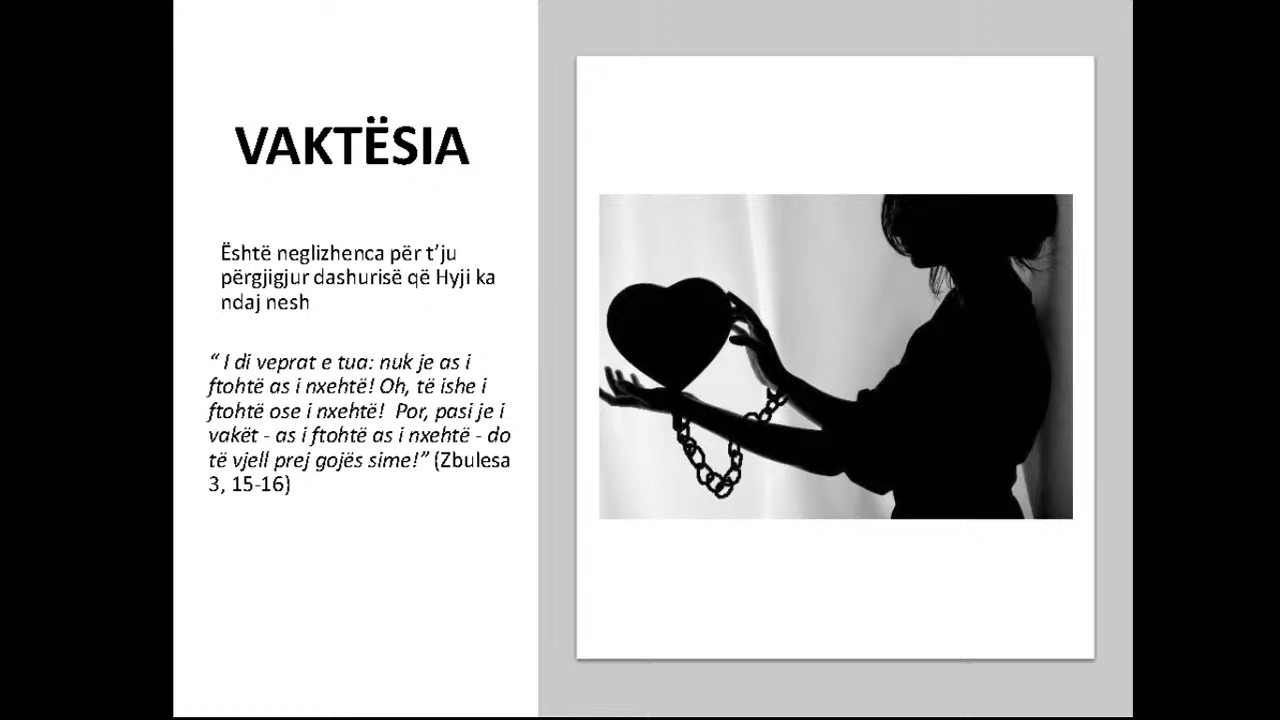 VAKTËSIA
Është neglizhenca për t’ju
përgjigjur dashurisë që Hyji ka
ndaj nesh
“ I di veprat e tua: nuk je as i
ftohtë as i nxehtë! Oh, të ishe i
ftohtë ose i nxehtë!  Por, pasi je i
vakët - as i ftohtë as i nxehtë - do
të vjell prej gojës sime!” (Zbulesa
3, 15-16)